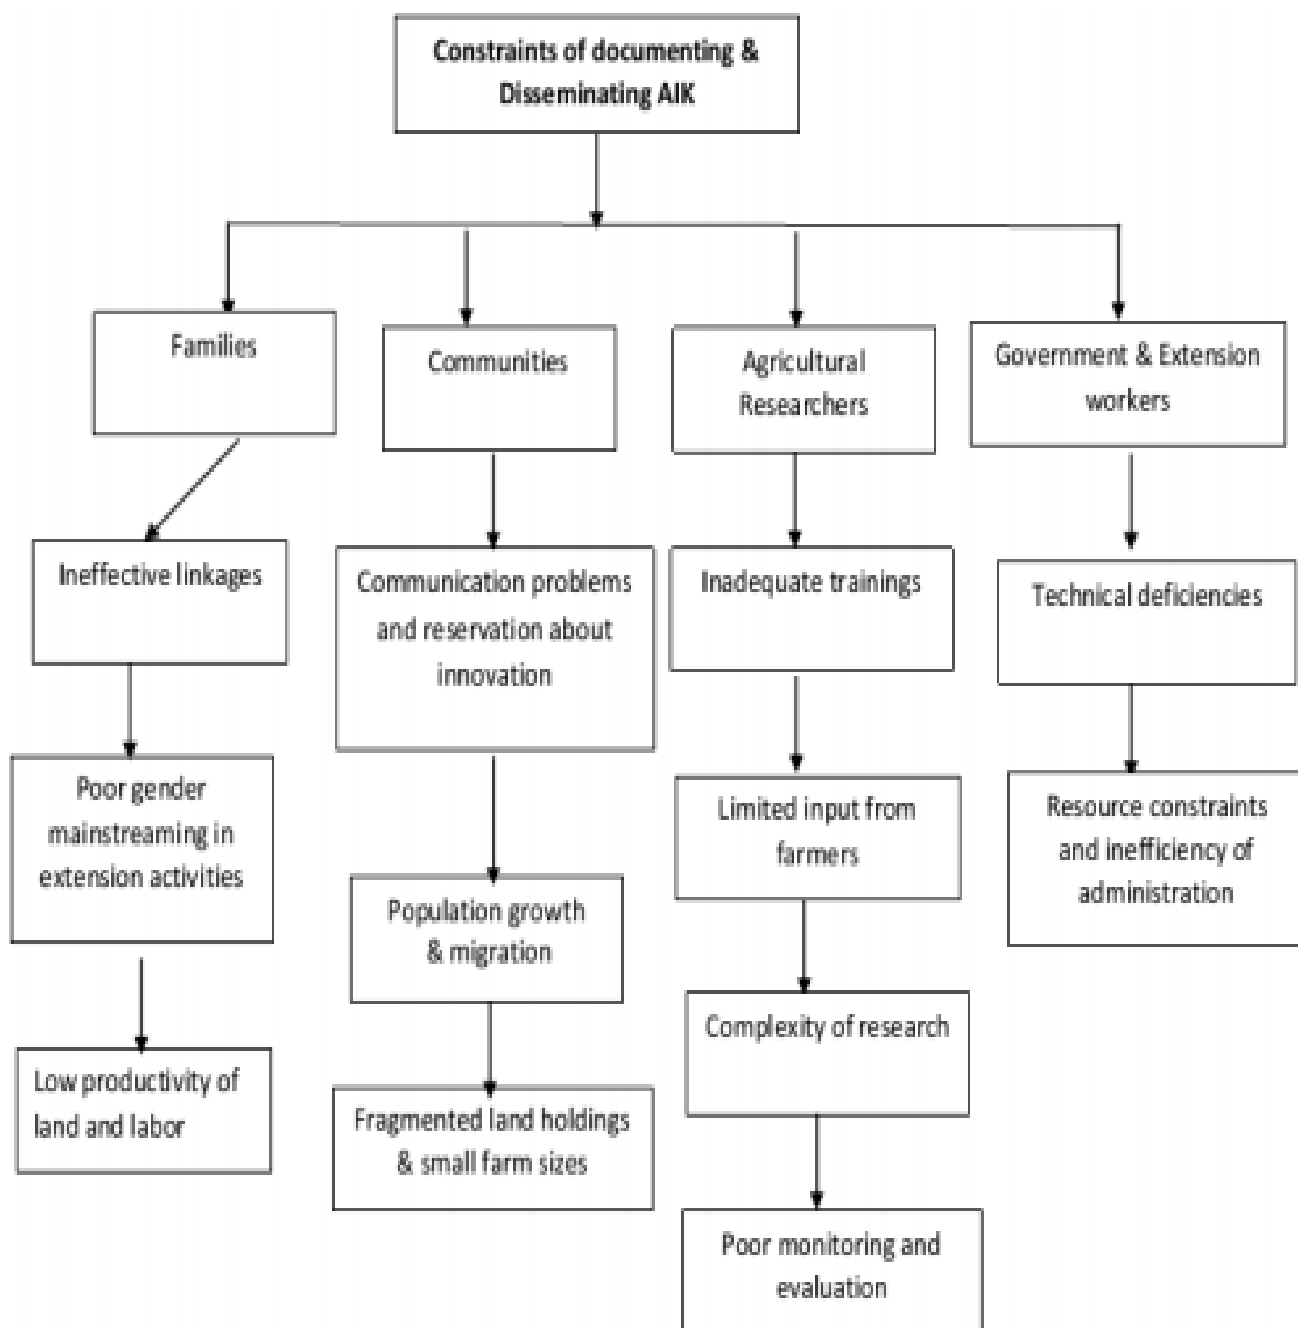 Constraints of documenting &
Disseminating AIK
Families
Communities
Agricultural
Researchers
Government & Extension
workers
Ineffective linkages
Communication problems
and reservation about
innovation
Inadequate trainings
Technical deficiencies
Poor gender
mainstreaming in
extension activities
Population growth
& migration
Limited input from
farmers
Resource constraints
and inefficiency of
administration
Low productivity of
land and labor
Fragmented land holdings
& small farm sizes
Complexity of research
Poor monitoring and
evaluation